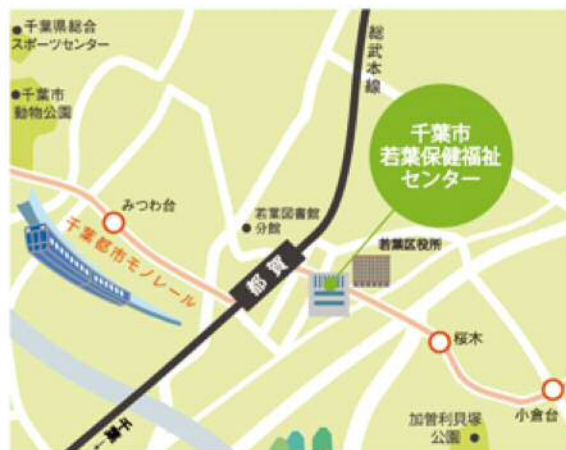 千葉県総合
スポーツセンター
千葉市
動物公園
総武本線
千葉市
若葉保健福祉
センター
みつわ台
若葉図書館
分館
若葉区役所
千葉都市モノレール
都賀
桜木
小倉台
加曽利貝塚
公園
千葉→